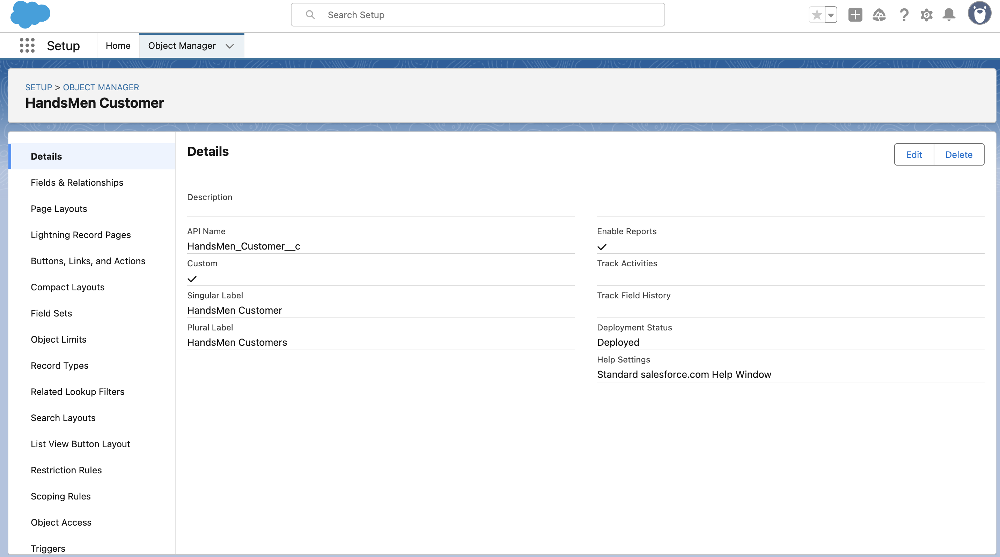 Search Setup
Setup
Home
Object Manager
SETUP > OBJECT MANAGER
HandsMen Customer
Details
Fields & Relationships
Page Layouts
Lightning Record Pages
Buttons, Links, and Actions
Compact Layouts
Field Sets
Object Limits
Record Types
Related Lookup Filters
Search Layouts
List View Button Layout
Restriction Rules
Scoping Rules
Object Access
Triggers
Details
Edit
Delete
Description
API Name
HandsMen_Customer__c
Custom
Singular Label
HandsMen Customer
Plural Label
HandsMen Customers
Enable Reports
Track Activities
Track Field History
Deployment Status
Deployed
Help Settings
Standard salesforce.com Help Window